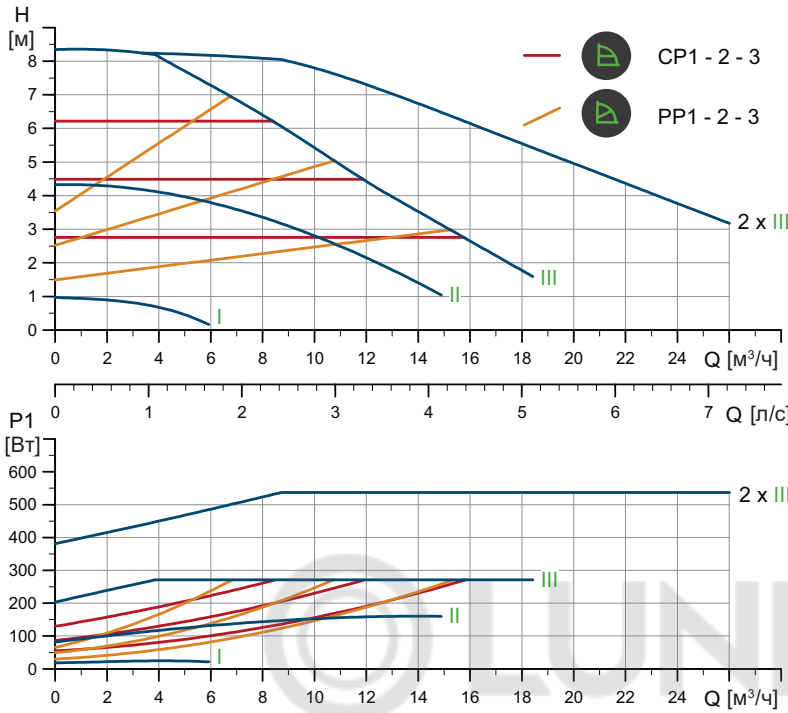 H
[м]
CP1 - 2 - 3
PP1 - 2 - 3
8
7
6
5
4
3
2
1
0
2 x III
III
II
I
0 2 4 6 8 10 12 14 16 18 20 22 24 Q [м³/ч]
0 1 2 3 4 5 6 7 Q [л/с]
P1
[Вт]
600
500
400
300
200
100
0
2 x III
III
II
I
0 2 4 6 8 10 12 14 16 18 20 22 24 Q [м³/ч]
LUN